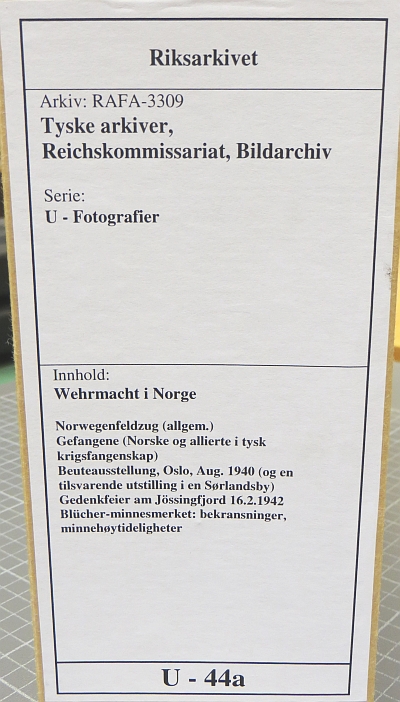 Riksarkivet
Arkiv: RAFA-3309
Tyske arkiver,
Reichskommissariat, Bildarchiv
Serie:
U - Fotografier
Innhold:
Wehrmacht i Norge
Norwegenfeldzug (allgem.)
Gefangene (Norske og allierte i tysk
krigsfangenskap)
Beuteausstellung, Oslo, Aug. 1940 (og en
tilsvarende utstilling i en Sørlandsby)
Gedenkfeier am Jössingfjord 16.2.1942
Blücher-minnesmerket: bekransninger,
minnehøytideligheter
U - 44a